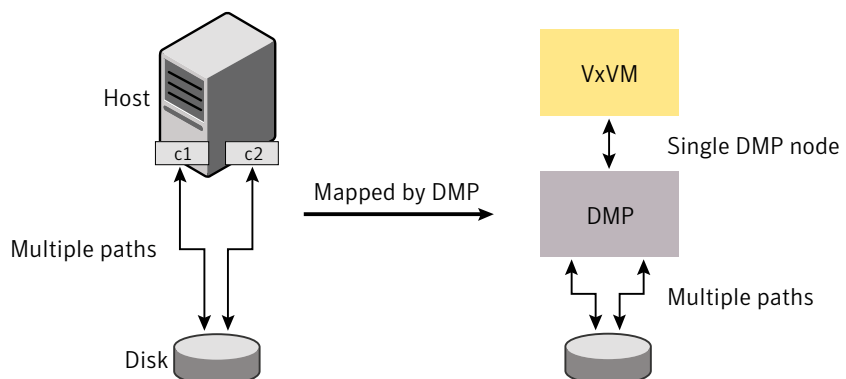 Host
c1
c2
Multiple paths
Disk
Mapped by DMP
VxVM
Single DMP node
DMP
Multiple paths